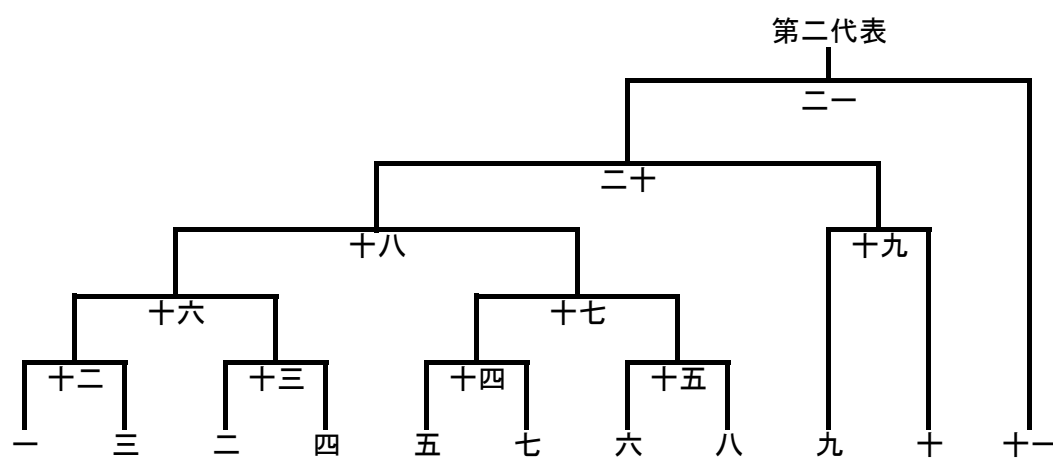 第二代表
二一
二十
十八 十九
十六 十七
十二 十三 十四 十五
一 三 二 四 五 七 六 八 九 十 十一